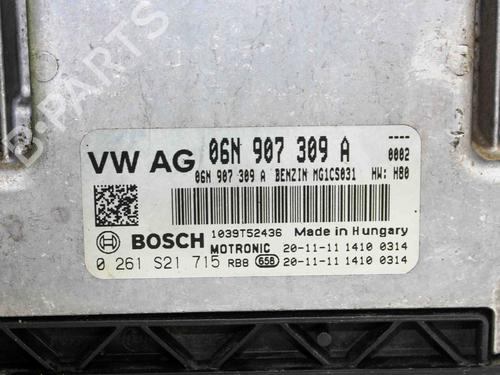 VW AG 06N 907 309 A ----
0002
06N 907 309 A BENZIN MG1CS031 HW: H80
BOSCH 1039T52436 Made in Hungary
MOTRONIC 20-11-11 1410 0314
0 261 S21 715 RB8 658 20-11-11 1410 0314
B-PARTS